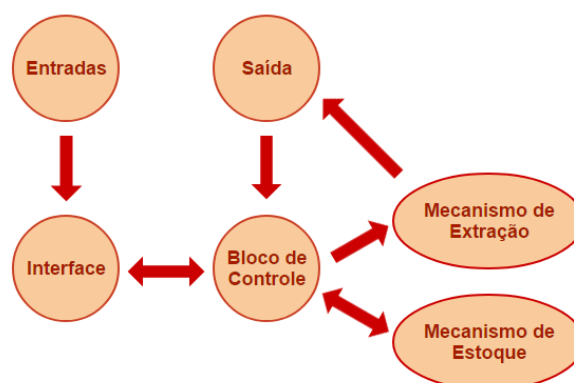 Entradas
Saída
Mecanismo de
Extração
Interface
Bloco de
Controle
Mecanismo de
Estoque